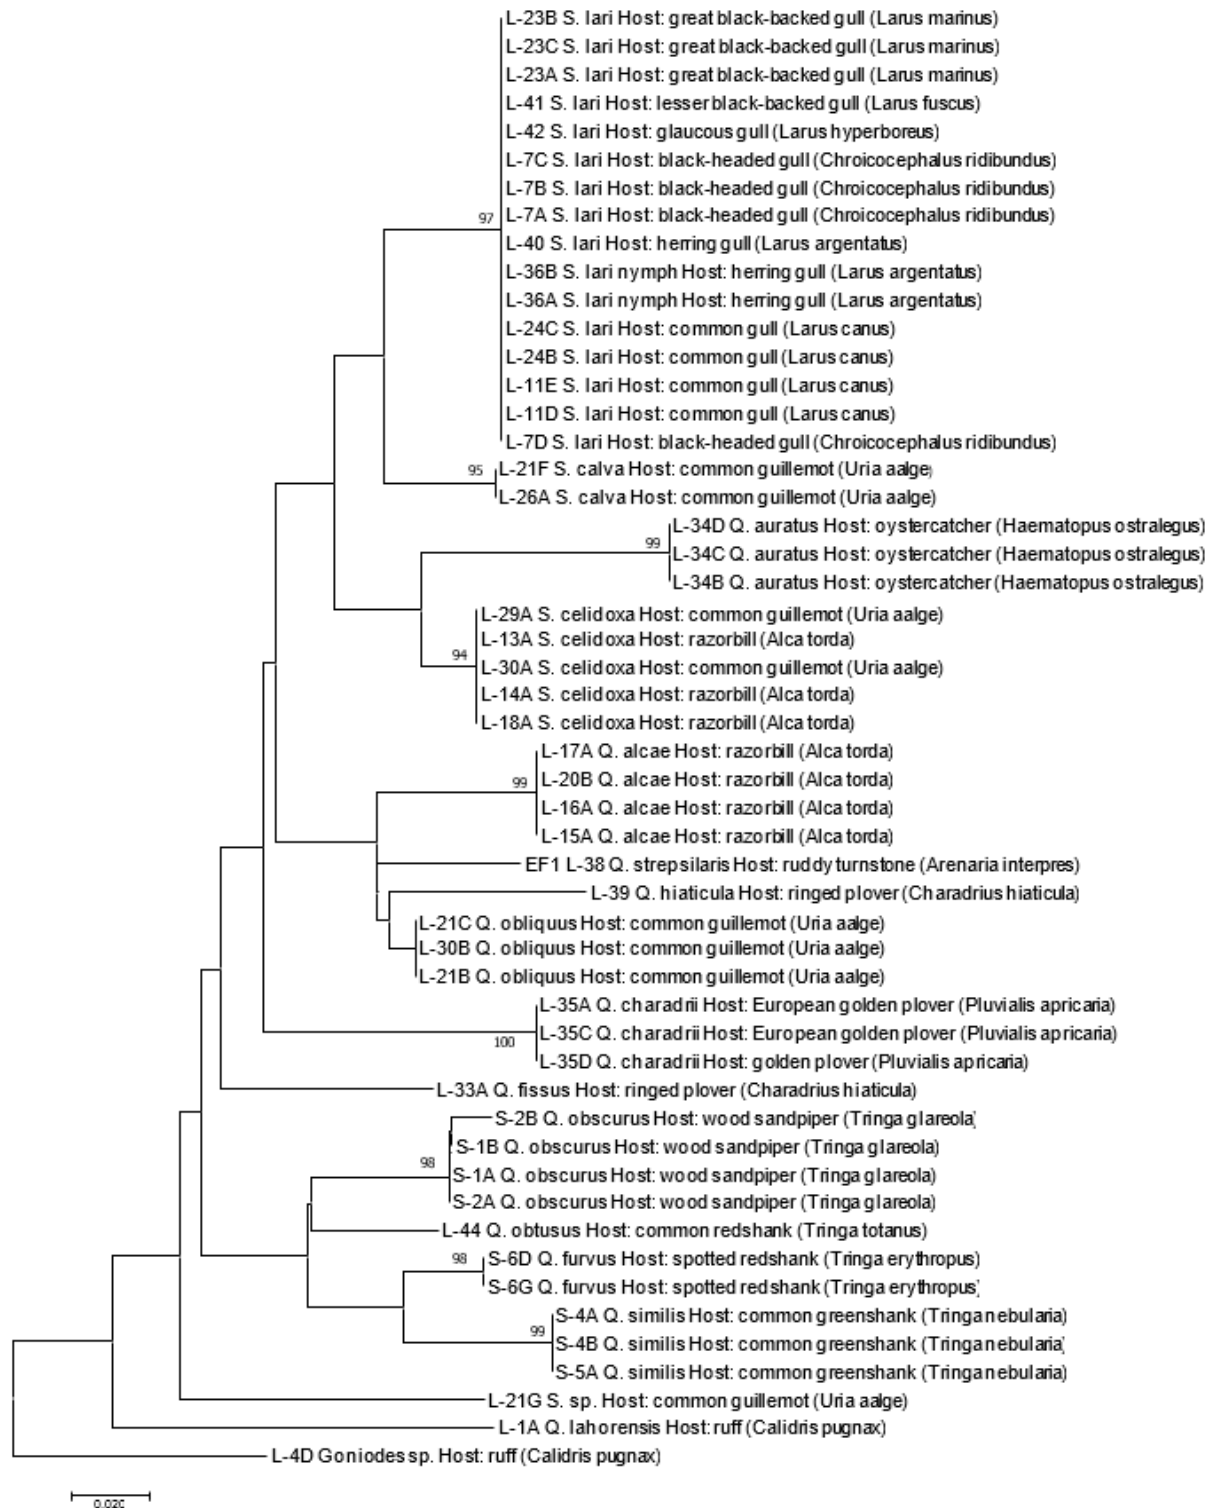 L-23B S. lari Host: great black-backed gull (Larus marinus)
L-23C S. lari Host: great black-backed gull (Larus marinus)
L-23A S. lari Host: great black-backed gull (Larus marinus)
L-41 S. lari Host: lesser black-backed gull (Larus fuscus)
L-42 S. lari Host: glaucous gull (Larus hyperboreus)
L-7C S. lari Host: black-headed gull (Chroicocephalus ridibundus)
L-7B S. lari Host: black-headed gull (Chroicocephalus ridibundus)
L-7A S. lari Host: black-headed gull (Chroicocephalus ridibundus)
97
L-40 S. lari Host: herring gull (Larus argentatus)
L-36B S. lari nymph Host: herring gull (Larus argentatus)
L-36A S. lari nymph Host: herring gull (Larus argentatus)
L-24C S. lari Host: common gull (Larus canus)
L-24B S. lari Host: common gull (Larus canus)
L-11E S. lari Host: common gull (Larus canus)
L-11D S. lari Host: common gull (Larus canus)
L-7D S. lari Host: black-headed gull (Chroicocephalus ridibundus)
95
L-21F S. calva Host: common guillemot (Uria aalge)
L-26A S. calva Host: common guillemot (Uria aalge)
L-34D Q. auratus Host: oystercatcher (Haematopus ostralegus)
99
L-34C Q. auratus Host: oystercatcher (Haematopus ostralegus)
L-34B Q. auratus Host: oystercatcher (Haematopus ostralegus)
L-29A S. celidoxa Host: common guillemot (Uria aalge)
L-13A S. celidoxa Host: razorbill (Alca torda)
94
L-30A S. celidoxa Host: common guillemot (Uria aalge)
L-14A S. celidoxa Host: razorbill (Alca torda)
L-18A S. celidoxa Host: razorbill (Alca torda)
L-17A Q. alcae Host: razorbill (Alca torda)
99
L-20B Q. alcae Host: razorbill (Alca torda)
L-16A Q. alcae Host: razorbill (Alca torda)
L-15A Q. alcae Host: razorbill (Alca torda)
EF1 L-38 Q. strepsilaris Host: ruddy turnstone (Arenaria interpres)
L-39 Q. hiaticula Host: ringed plover (Charadrius hiaticula)
L-21C Q. obliquus Host: common guillemot (Uria aalge)
L-30B Q. obliquus Host: common guillemot (Uria aalge)
L-21B Q. obliquus Host: common guillemot (Uria aalge)
L-35A Q. charadrii Host: European golden plover (Pluvialis apricaria)
L-35C Q. charadrii Host: European golden plover (Pluvialis apricaria)
100
L-35D Q. charadrii Host: golden plover (Pluvialis apricaria)
L-33A Q. fissus Host: ringed plover (Charadrius hiaticula)
S-2B Q. obscurus Host: wood sandpiper (Tringa glareola)
S-1B Q. obscurus Host: wood sandpiper (Tringa glareola)
98
S-1A Q. obscurus Host: wood sandpiper (Tringa glareola)
S-2A Q. obscurus Host: wood sandpiper (Tringa glareola)
L-44 Q. obtusus Host: common redshank (Tringa totanus)
98
S-6D Q. furvus Host: spotted redshank (Tringa erythropus)
S-6G Q. furvus Host: spotted redshank (Tringa erythropus)
S-4A Q. similis Host: common greenshank (Tringa nebularia)
99
S-4B Q. similis Host: common greenshank (Tringa nebularia)
S-5A Q. similis Host: common greenshank (Tringa nebularia)
L-21G S. sp. Host: common guillemot (Uria aalge)
L-1A Q. lahorensis Host: ruff (Calidris pugnax)
L-4D Goniodes sp. Host: ruff (Calidris pugnax)
0.020